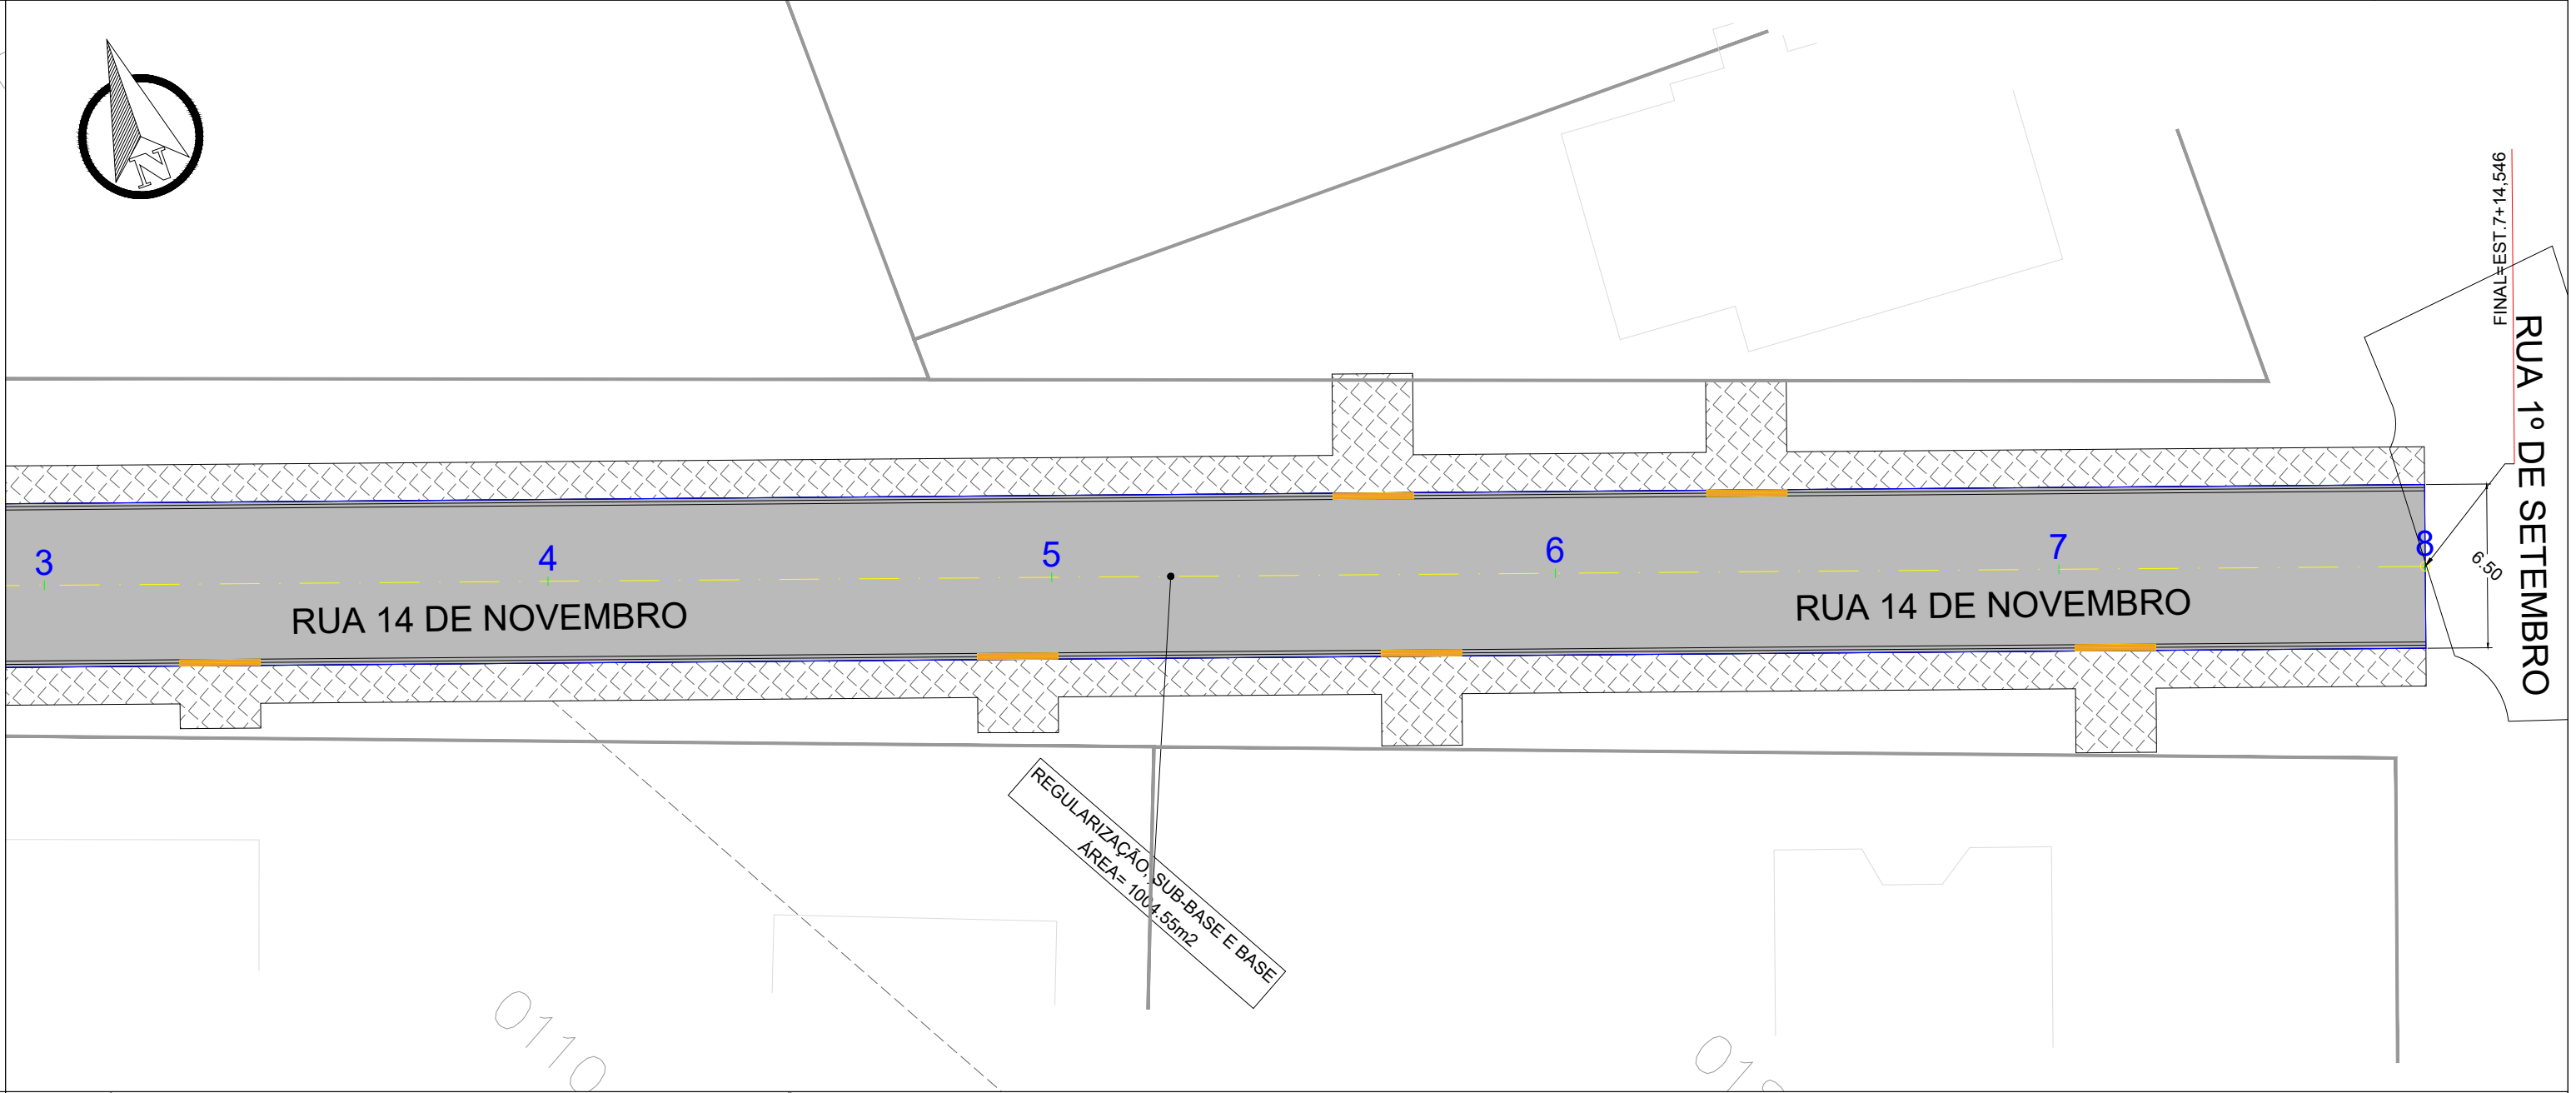 N
FINAL=EST.7+14,546
RUA 1º DE SETEMBRO
3
4
5
6
7
8
6.50
RUA 14 DE NOVEMBRO
RUA 14 DE NOVEMBRO
REGULARIZAÇÃO, SUB-BASE E BASE
ÁREA= 1004.55m2
0110